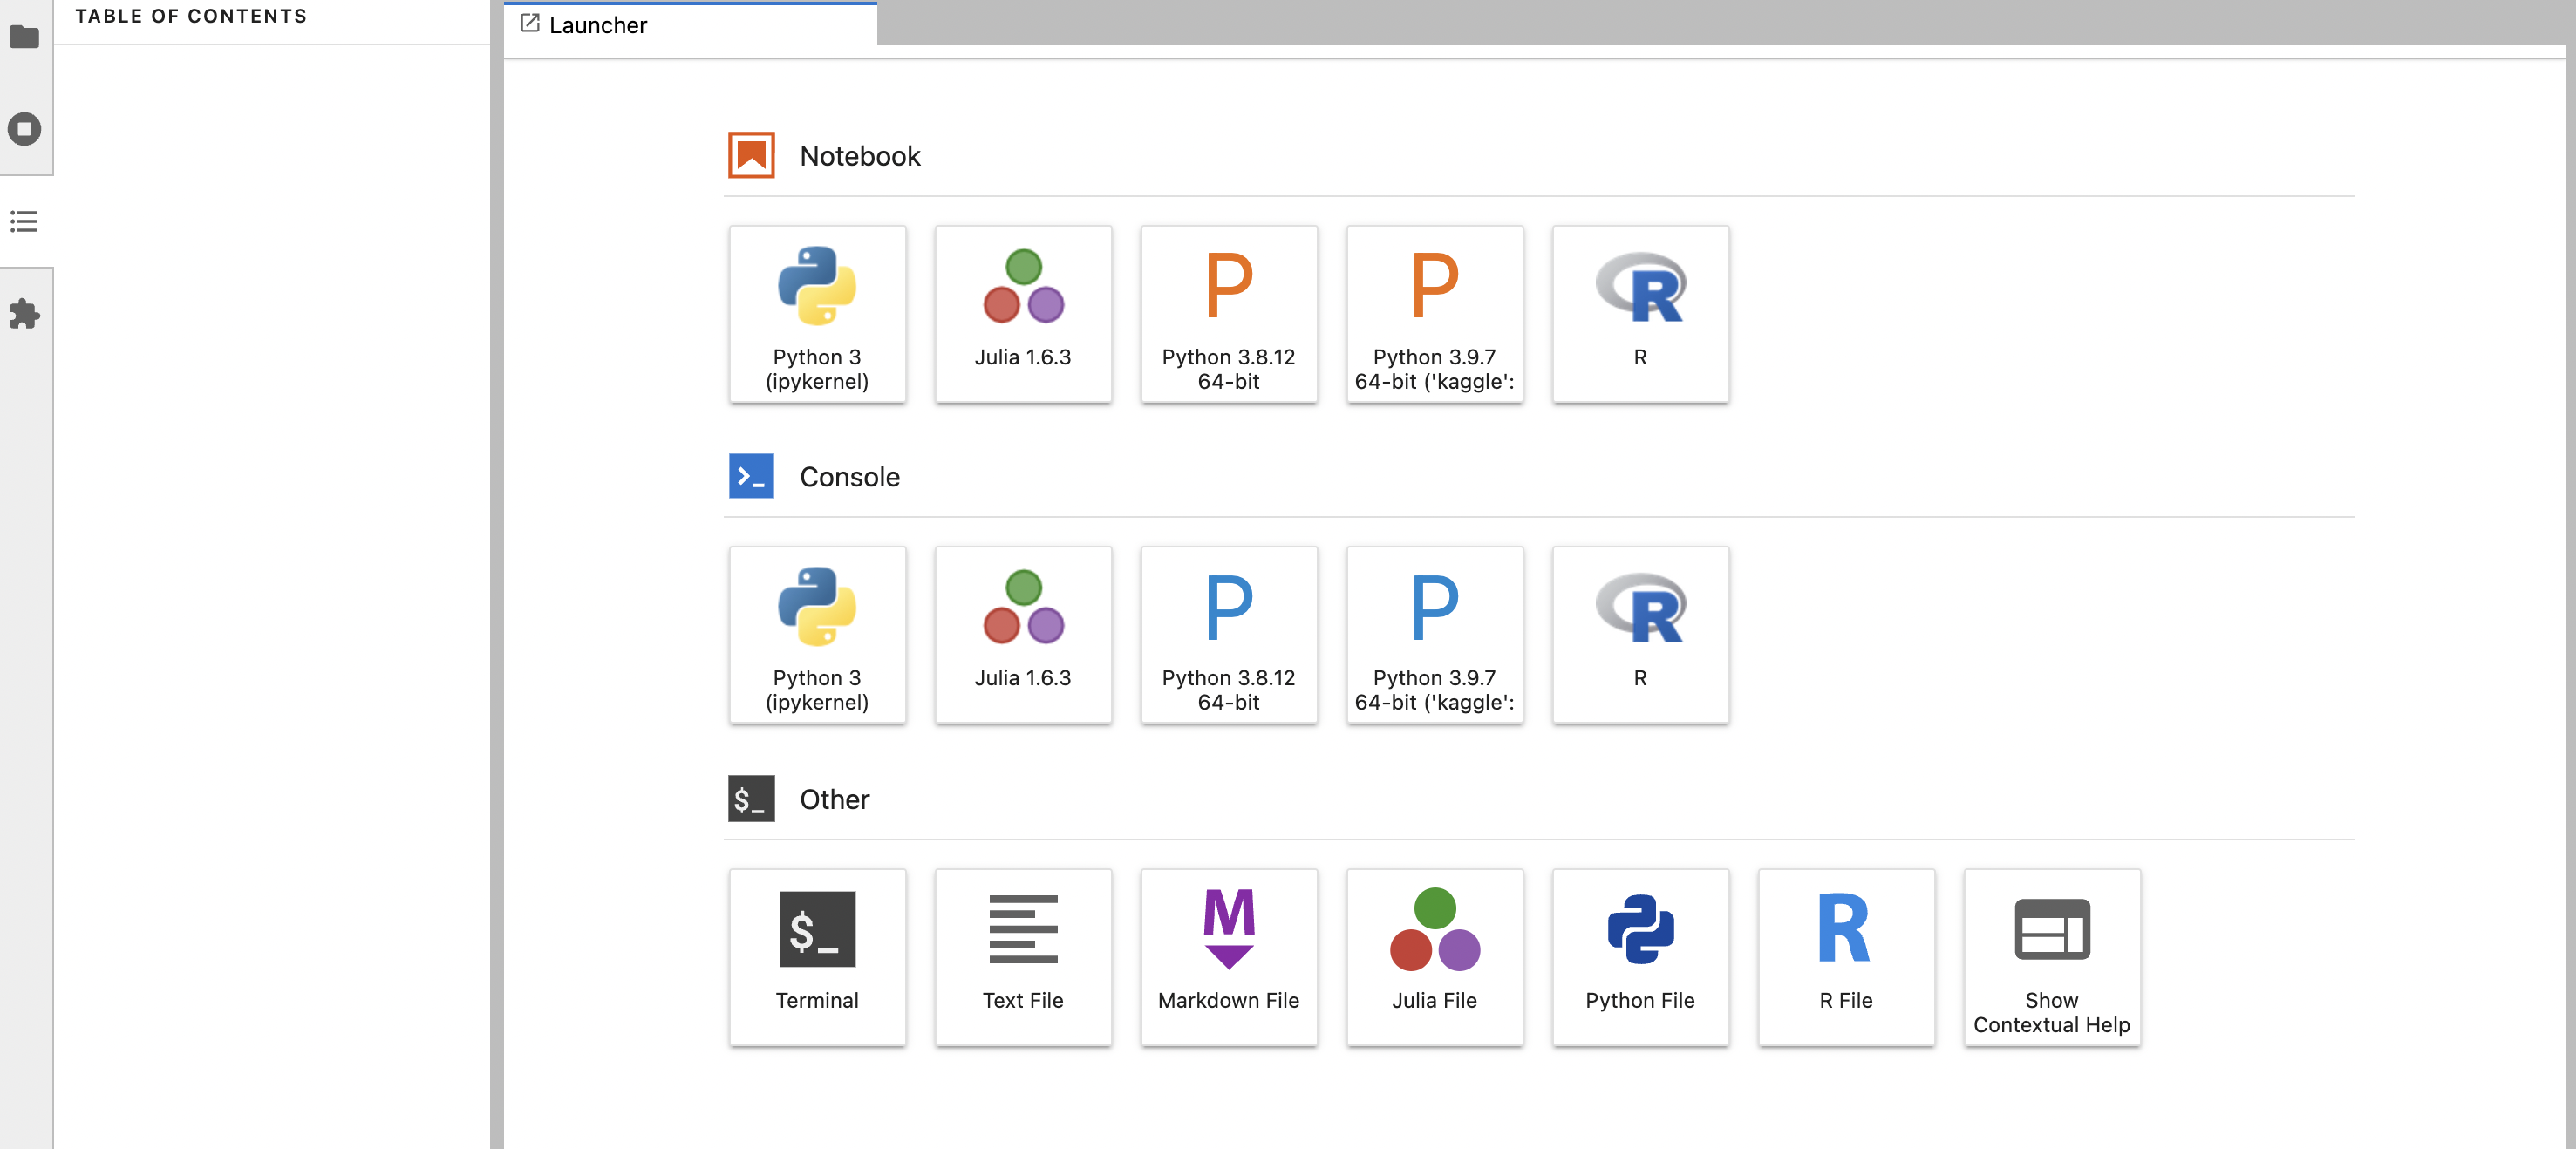 TABLE OF CONTENTS
Launcher
Notebook
P
P
R
Python 3
(ipykernel)
Julia 1.6.3
Python 3.8.12
64-bit
Python 3.9.7
64-bit ('kaggle':
R
>_ Console
P
P
R
Python 3
(ipykernel)
Julia 1.6.3
Python 3.8.12
64-bit
Python 3.9.7
64-bit ('kaggle':
R
$_ Other
$_
M
R
Terminal
Text File
Markdown File
Julia File
Python File
R File
Show
Contextual Help